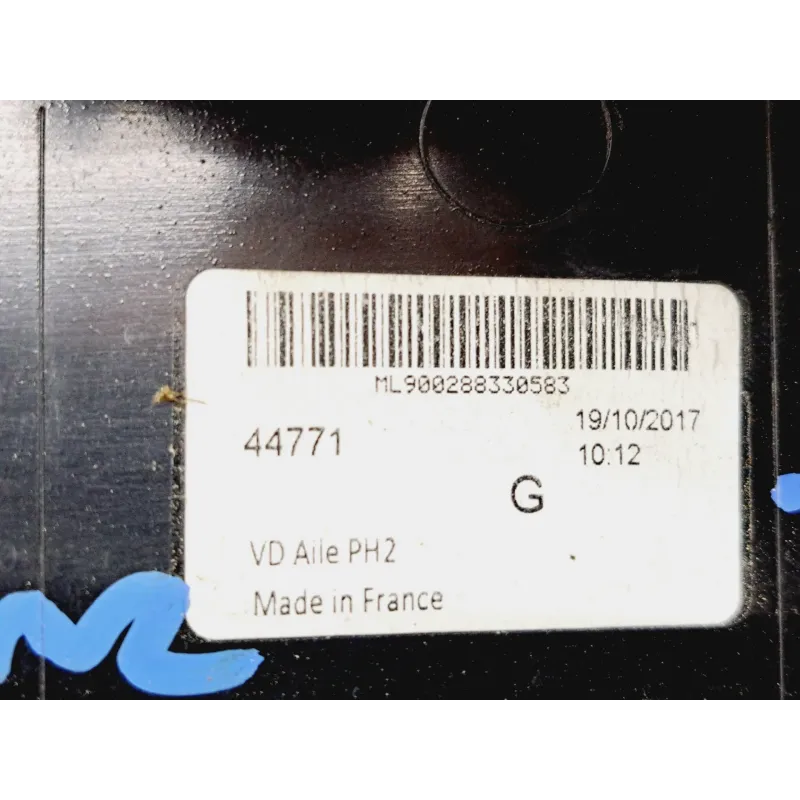 ML900288330583
44771
19/10/2017
10:12
G
VD Aile PH2
Made in France